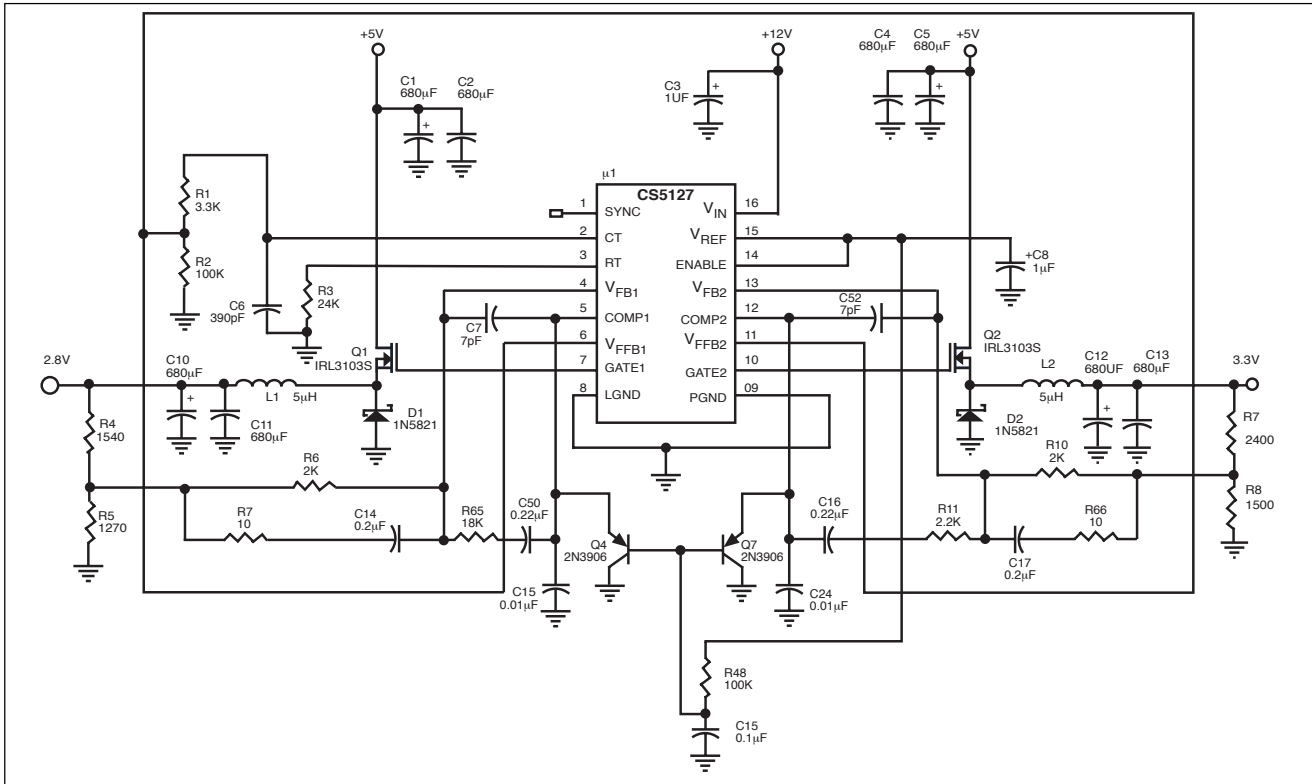 +5V
+12V
C4
680µF
C5
680µF
+5V
C1
680µF
C2
680µF
C3
1UF
+
+
+
µ1
CS5127
R1
3.3K
R2
100K
C6
390pF
R3
24K
1
SYNC
2
CT
3
RT
4
VFB1
5
COMP1
6
VFFB1
7
GATE1
8
LGND
VIN
16
VREF
15
ENABLE
14
VFB2
13
COMP2
12
VFFB2
11
GATE2
10
PGND
09
+C8
1µF
C7
7pF
C52
7pF
Q1
IRL3103S
Q2
IRL3103S
2.8V
C10
680µF
+
L1
5µH
C11
680µF
D1
1N5821
L2
5µH
C12
680UF
+
C13
680µF
3.3V
D2
1N5821
R4
1540
R5
1270
R6
2K
R7
10
C14
0.2µF
R65
18K
C50
0.22µF
Q4
2N3906
Q7
2N3906
C15
0.01µF
C24
0.01µF
C16
0.22µF
R11
2.2K
R10
2K
C17
0.2µF
R66
10
R7
2400
R8
1500
R48
100K
C15
0.1µF